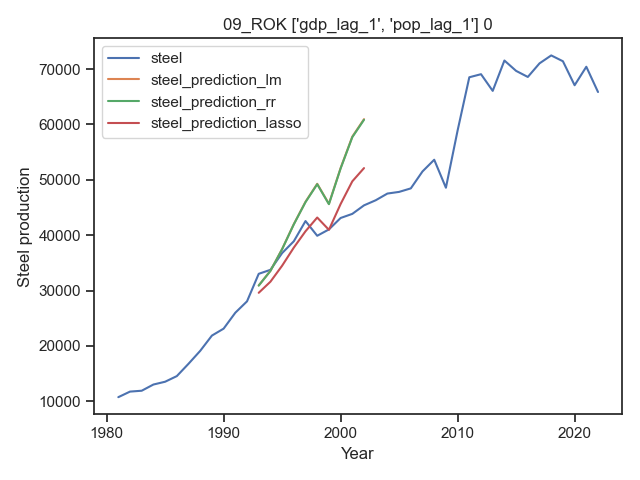 09_ROK ['gdp_lag_1', 'pop_lag_1'] 0
steel
steel_prediction_lm
steel_prediction_rr
steel_prediction_lasso
Steel production
70000
60000
50000
40000
30000
20000
10000
1980
1990
2000
2010
2020
Year